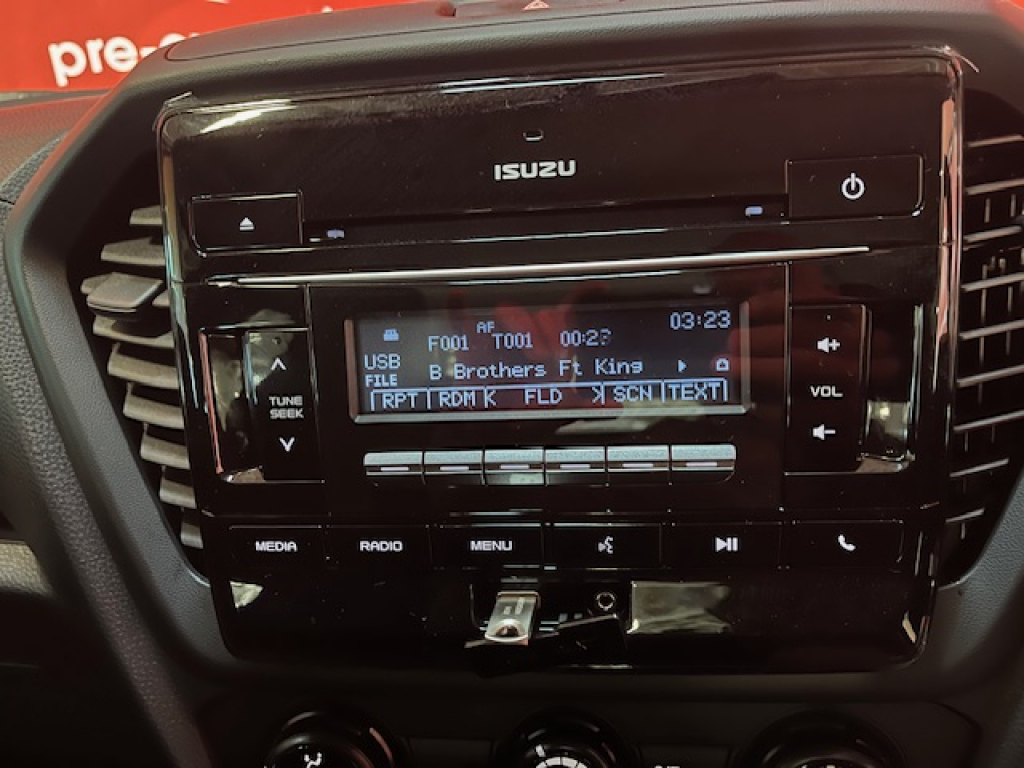 pre-
ISUZU
AF
03:23
F001 T001 00:27
USB
FILE
B Brothers Ft King
RPT RDM FLD SCN TEXT
TUNE
SEEK
VOL
MEDIA RADIO MENU